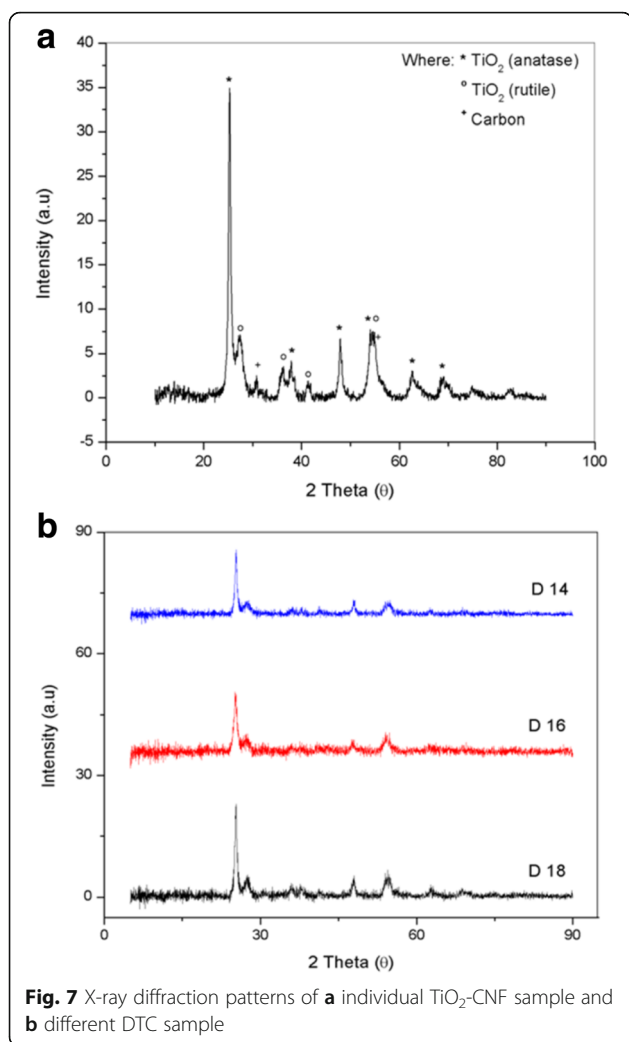 a
Where: * TiO₂ (anatase)
o TiO₂ (rutile)
+ Carbon
40
35
30
25
20
15
10
5
0
-5
Intensity (a.u)
0 20 40 60 80 100
2 Theta (θ)
b
90
60
30
0
Intensity (a.u)
D 14
D 16
D 18
0 30 60 90
2 Theta (θ)
Fig. 7 X-ray diffraction patterns of a individual TiO₂-CNF sample and
b different DTC sample